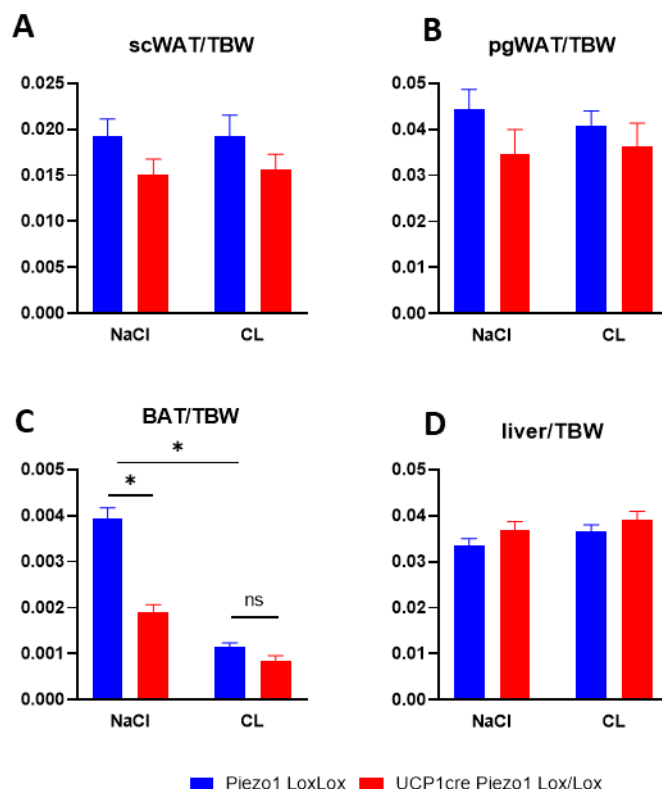 A
scWAT/TBW
0.025
0.020
0.015
0.010
0.005
0.000
NaCl
CL
B
pgWAT/TBW
0.05
0.04
0.03
0.02
0.01
0.00
NaCl
CL
C
BAT/TBW
0.005
0.004
0.003
0.002
0.001
0.000
*
*
ns
NaCl
CL
D
liver/TBW
0.05
0.04
0.03
0.02
0.01
0.00
NaCl
CL
Piezo1 LoxLox
UCP1cre Piezo1 Lox/Lox